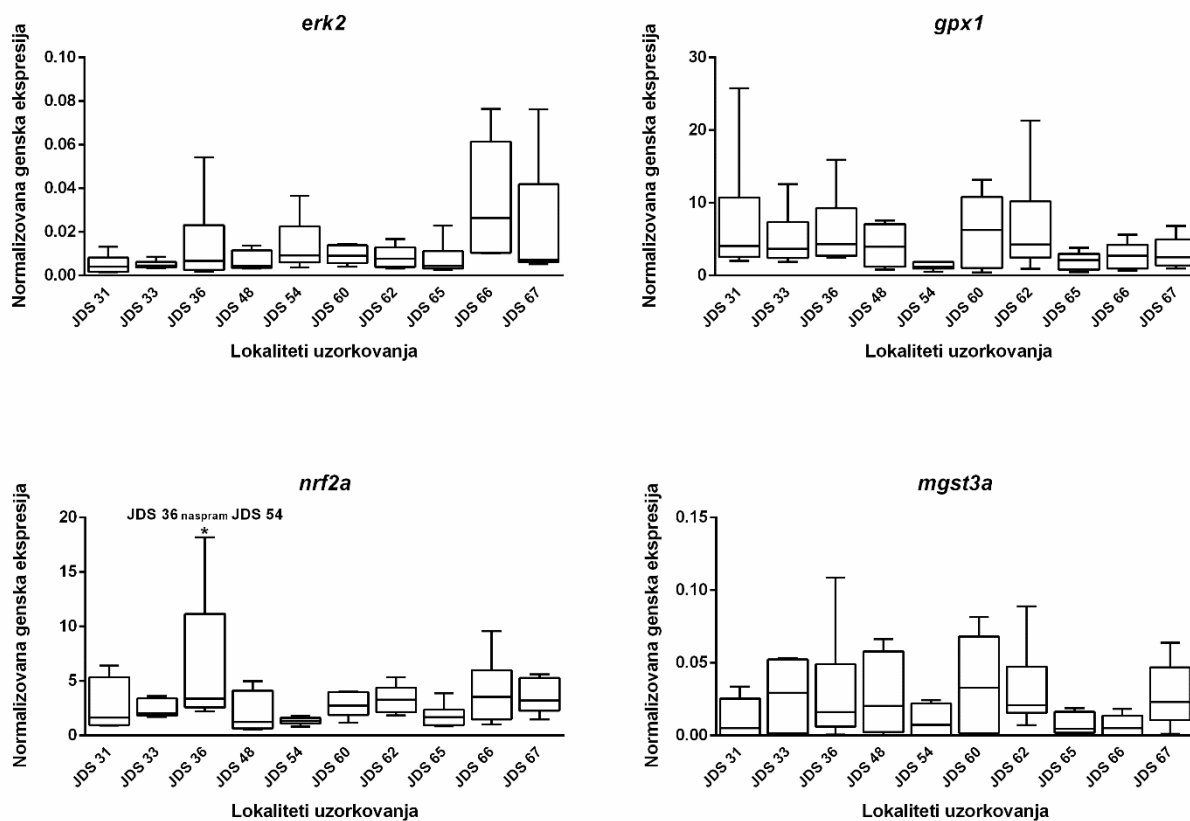 erk2
Normalizovana genska ekspresija
0.10
0.08
0.06
0.04
0.02
0.00
JDS 31
JDS 33
JDS 36
JDS 48
JDS 54
JDS 60
JDS 62
JDS 65
JDS 66
JDS 67
Lokaliteti uzorkovanja
gpx1
Normalizovana genska ekspresija
30
20
10
0
JDS 31
JDS 33
JDS 36
JDS 48
JDS 54
JDS 60
JDS 62
JDS 65
JDS 66
JDS 67
Lokaliteti uzorkovanja
nrf2a
Normalizovana genska ekspresija
20
15
10
5
0
JDS 36 naspram JDS 54
*
JDS 31
JDS 33
JDS 36
JDS 48
JDS 54
JDS 60
JDS 62
JDS 65
JDS 66
JDS 67
Lokaliteti uzorkovanja
mgst3a
Normalizovana genska ekspresija
0.15
0.10
0.05
0.00
JDS 31
JDS 33
JDS 36
JDS 48
JDS 54
JDS 60
JDS 62
JDS 65
JDS 66
JDS 67
Lokaliteti uzorkovanja